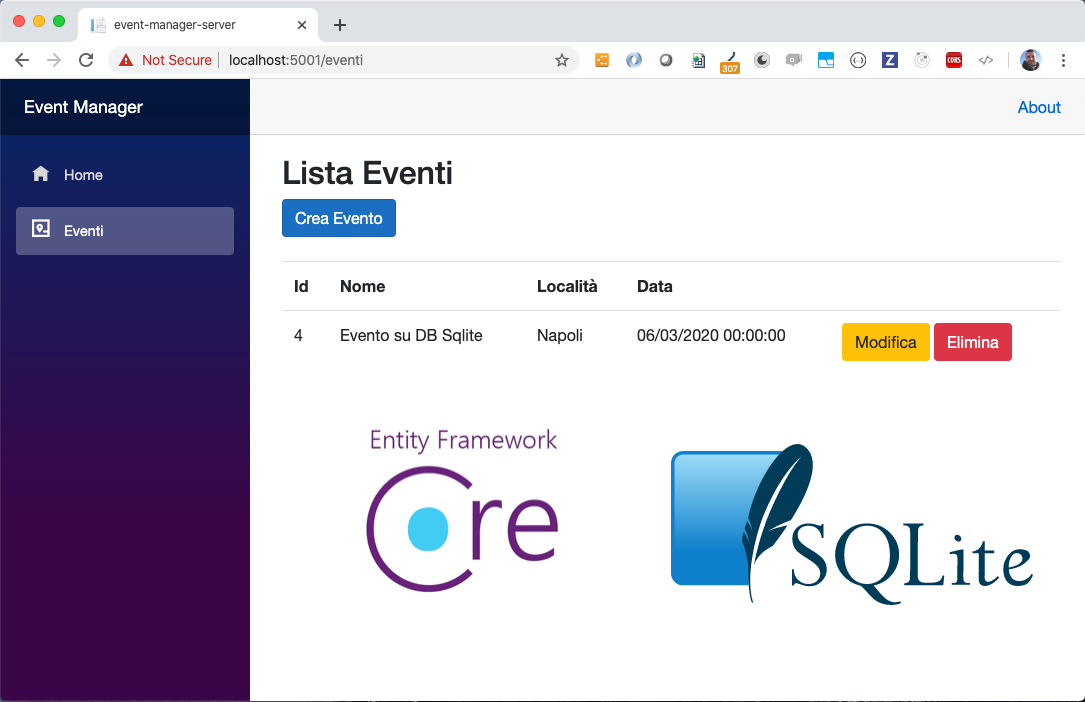 event-manager-server
Not Secure localhost:5001/eventi
307
Z
CORS
Event Manager
About
Home
Eventi
Lista Eventi
Crea Evento
Id Nome Località Data
4 Evento su DB Sqlite Napoli 06/03/2020 00:00:00 Modifica Elimina
Entity Framework
Core
SQLite